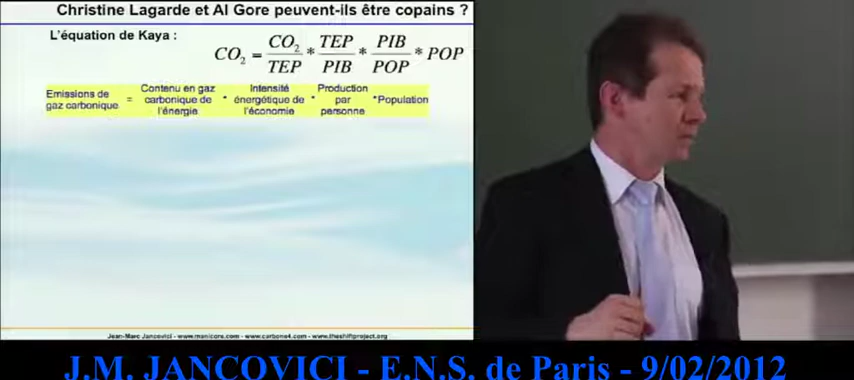 Christine Lagarde et Al Gore peuvent-ils être copains ?
L'équation de Kaya :
CO₂ = CO₂/TEP * TEP/PIB * PIB/POP * POP
Emissions de gaz carbonique = Contenu en gaz carbonique de l'énergie * Intensité énergétique de l'économie * Production par personne *Population
Jean-Marc Jancovici - www.manicore.com - www.carbone4.com - www.theshiftproject.org
J.M. JANCOVICI - E.N.S. de Paris - 9/02/2012